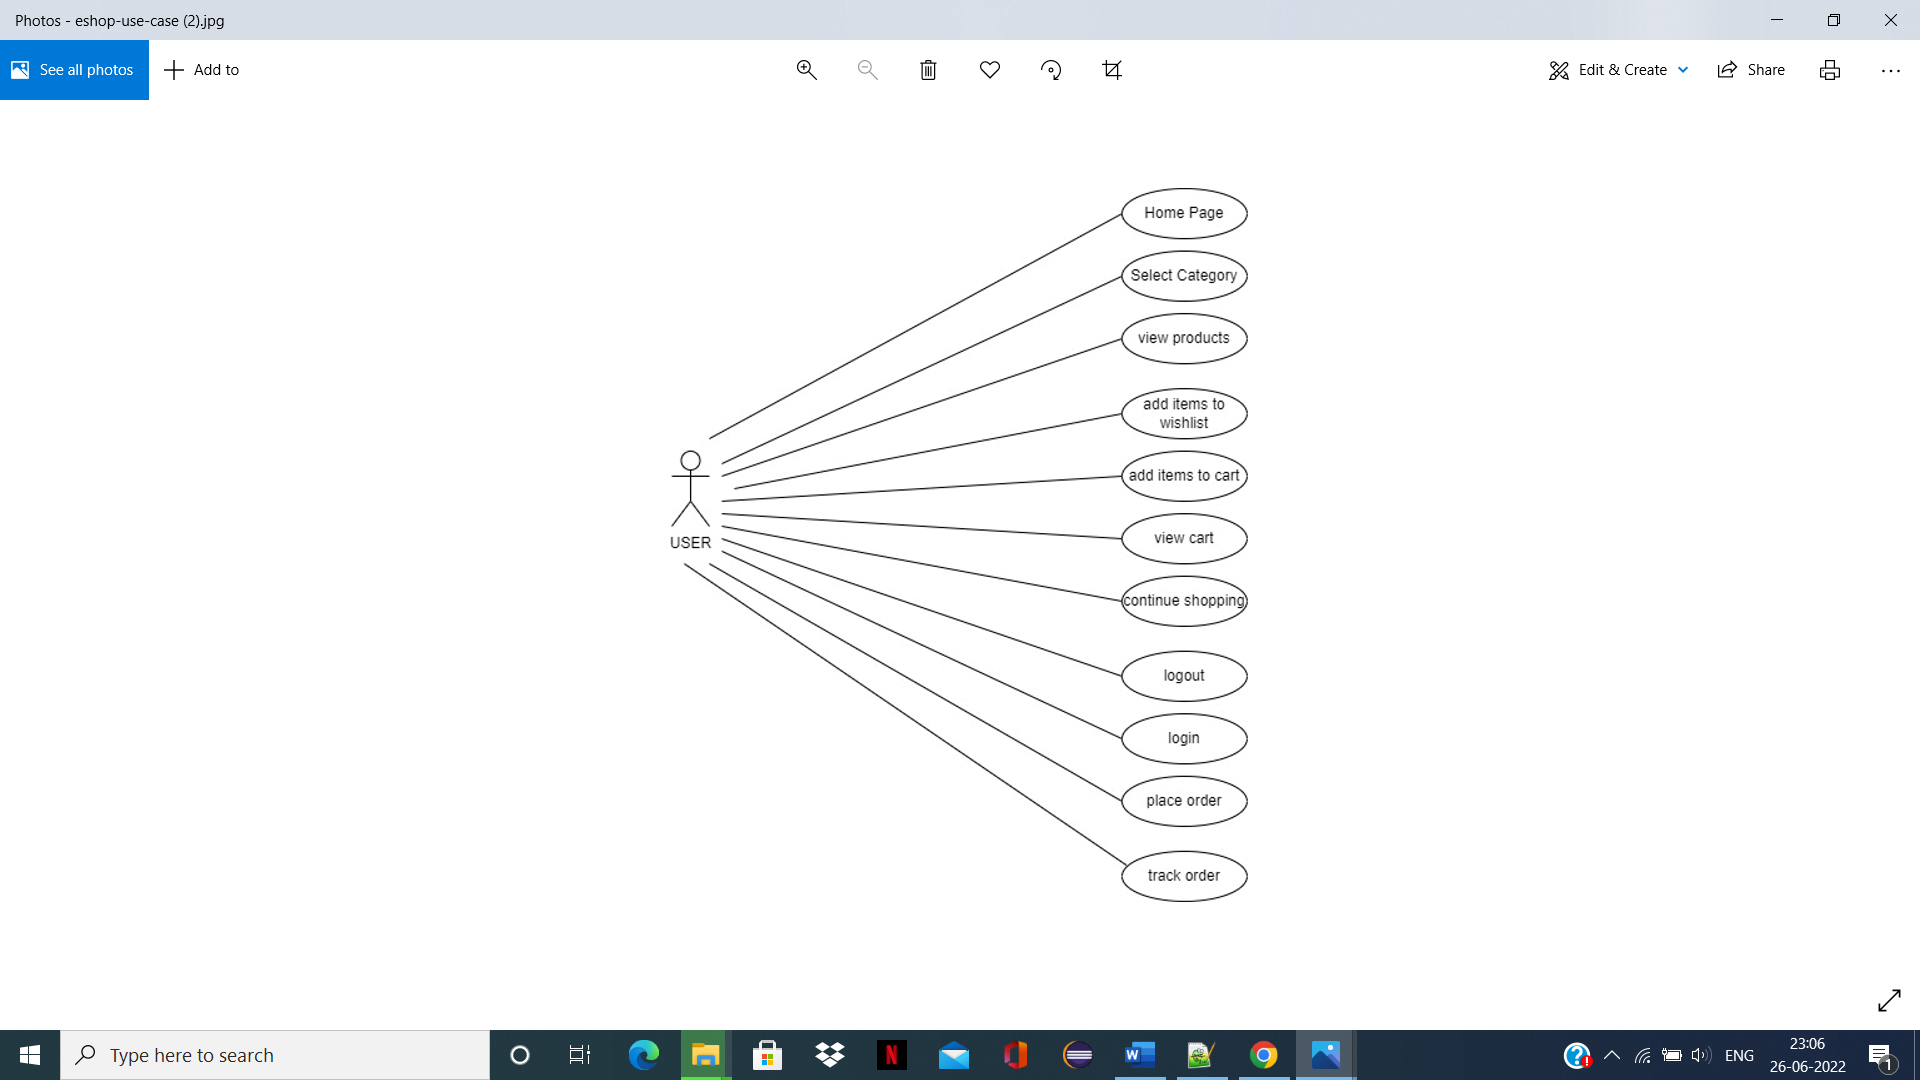 Photos - eshop-use-case (2).jpg
See all photos
Add to
Edit & Create
Share
Home Page
Select Category
view products
add items to
wishlist
add items to cart
view cart
continue shopping
logout
login
place order
track order
USER
Type here to search
N
W
ENG
23:06
26-06-2022
1